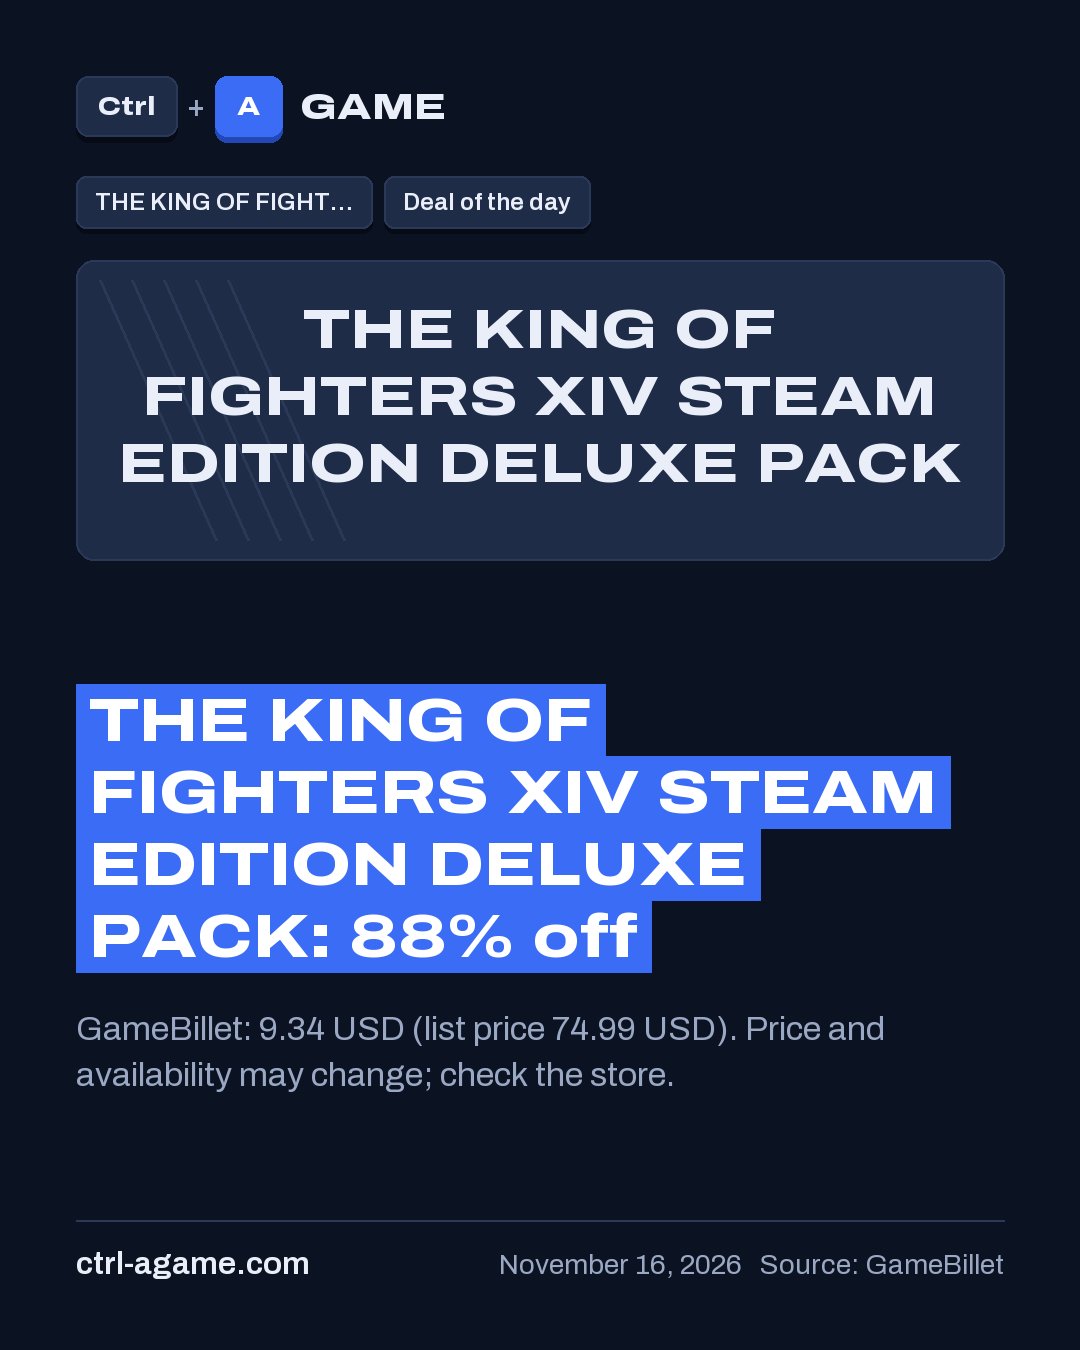 Ctrl + A GAME
THE KING OF FIGHT... Deal of the day
THE KING OF
FIGHTERS XIV STEAM
EDITION DELUXE PACK
THE KING OF
FIGHTERS XIV STEAM
EDITION DELUXE
PACK: 88% off
GameBillet: 9.34 USD (list price 74.99 USD). Price and
availability may change; check the store.
ctrl-agame.com November 16, 2026 Source: GameBillet